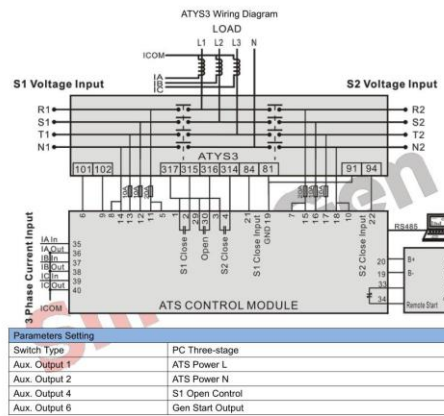 ATYS3 Wiring Diagram
LOAD
ICOM
L1 L2 L3 N
IA
IB
IC
S1 Voltage Input
S2 Voltage Input
R1
S1
T1
N1
R2
S2
T2
N2
ATYS3
101 102 317 315 316 314 84 81 91 94
6 9 8 14 13 12 11 5 1 2 29 30 3 4 21 19 7 15 16 17 18 10 22
S1 Close
Open
S2 Close
S1 Close Input
GND
S2 Close Input
RS485
3 Phase Current Input
IA In
IA Out
IB In
IB Out
IC In
IC Out
ICOM
35
36
37
38
39
40
20
19
33
34
B+
B-
Remote Start
ATS CONTROL MODULE
Parameters Setting
Switch Type PC Three-stage
Aux. Output 1 ATS Power L
Aux. Output 2 ATS Power N
Aux. Output 4 S1 Open Control
Aux. Output 6 Gen Start Output